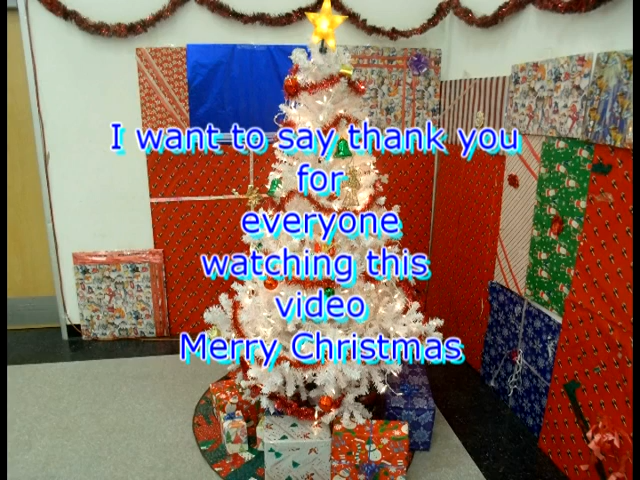 I want to say thank you
for
everyone
watching this
video
Merry Christmas